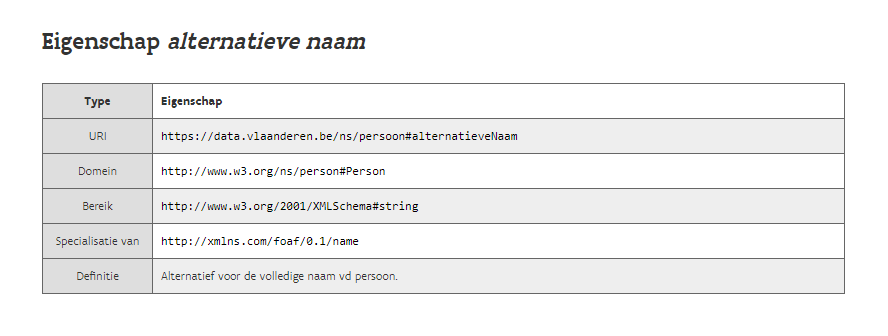 Eigenschap alternatieve naam
Type Eigenschap
URI https://data.vlaanderen.be/ns/persoon#alternatieveNaam
Domein http://www.w3.org/ns/person#Person
Bereik http://www.w3.org/2001/XMLSchema#string
Specialisatie van http://xmlns.com/foaf/0.1/name
Definitie Alternatief voor de volledige naam vd persoon.